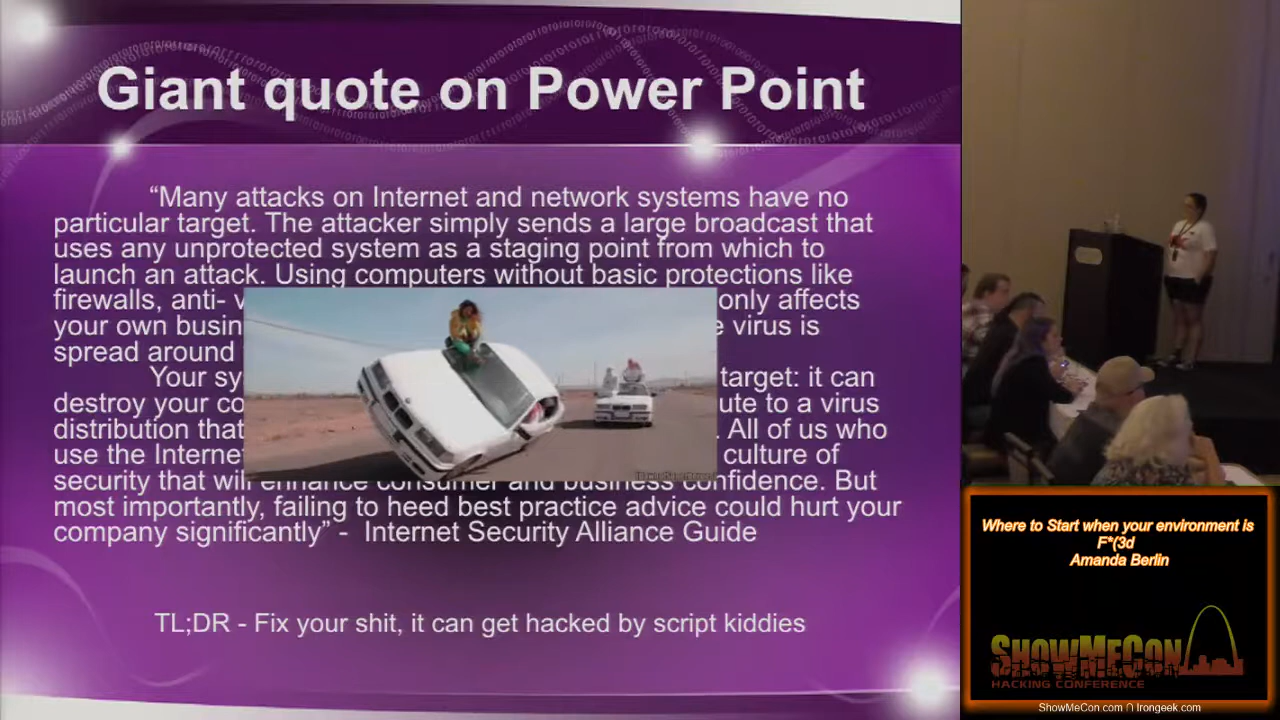 Giant quote on Power Point
“Many attacks on Internet and network systems have no
particular target. The attacker simply sends a large broadcast that
uses any unprotected system as a staging point from which to
launch an attack. Using computers without basic protections like
firewalls, anti- v only affects
your own busin e virus is
spread around
Your sy target: it can
destroy your co ute to a virus
distribution that . All of us who
use the Interne culture of
security that will enhance consumer and business confidence. But
most importantly, failing to heed best practice advice could hurt your
company significantly” - Internet Security Alliance Guide
TL;DR - Fix your shit, it can get hacked by script kiddies
Where to Start when your environment is
F*(3d
Amanda Berlin
ShowMeCon
HACKING CONFERENCE
ShowMeCon.com ∩ Irongeek.com